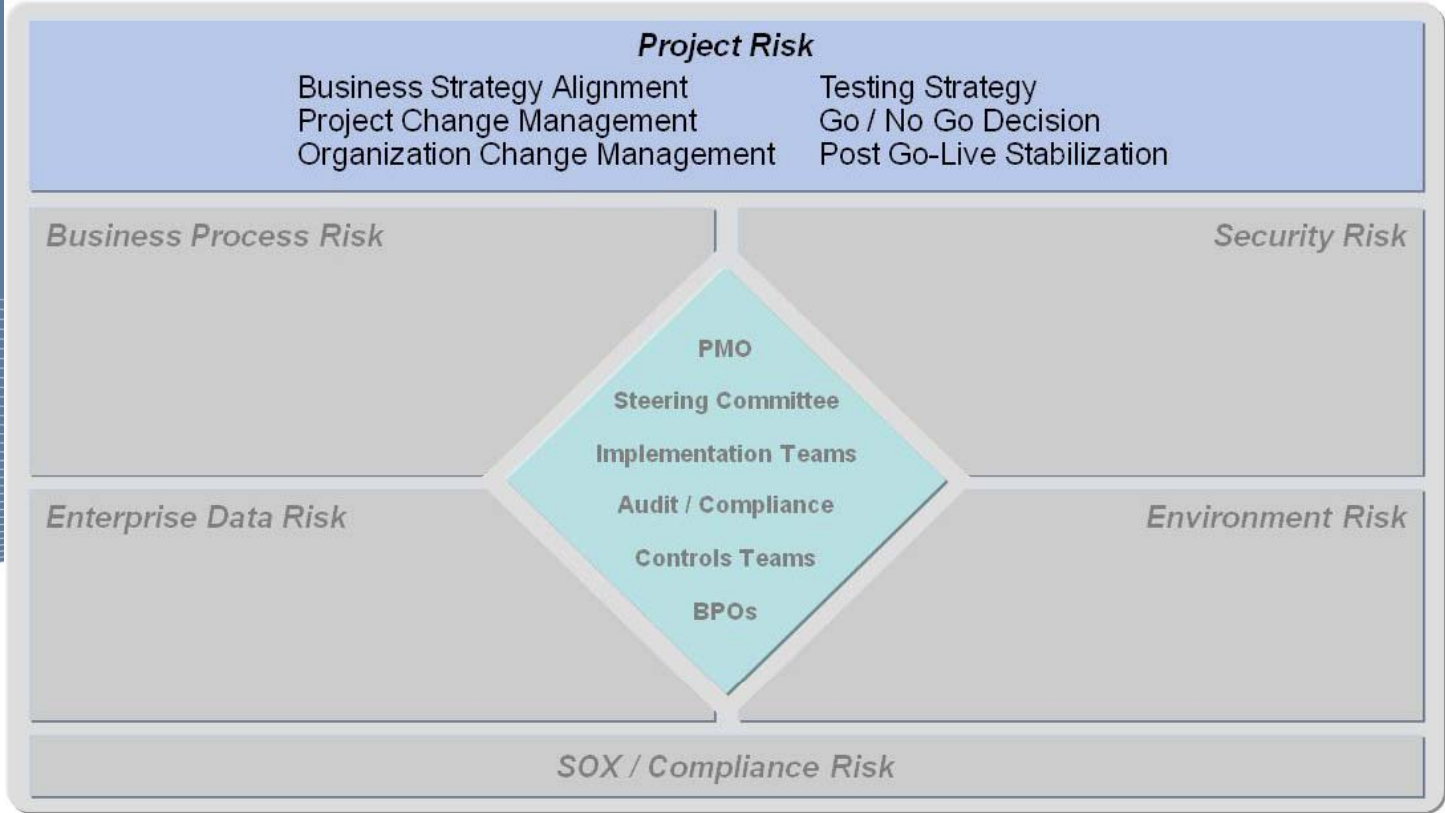 Project Risk
Business Strategy Alignment
Project Change Management
Organization Change Management
Testing Strategy
Go / No Go Decision
Post Go-Live Stabilization
Business Process Risk
Security Risk
PMO
Steering Committee
Implementation Teams
Audit / Compliance
Controls Teams
BPOs
Enterprise Data Risk
Environment Risk
SOX / Compliance Risk